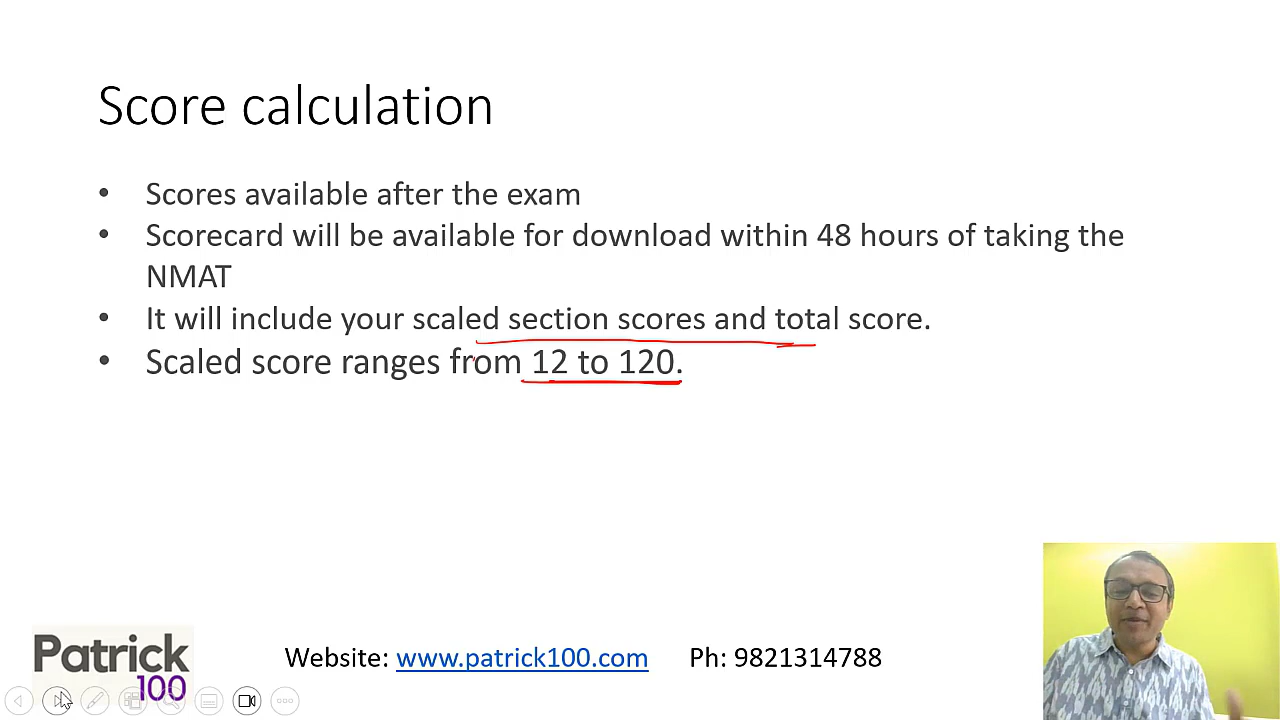 Score calculation
• Scores available after the exam
• Scorecard will be available for download within 48 hours of taking the
NMAT
• It will include your scaled section scores and total score.
• Scaled score ranges from 12 to 120.
Patrick
100
Website: www.patrick100.com Ph: 9821314788